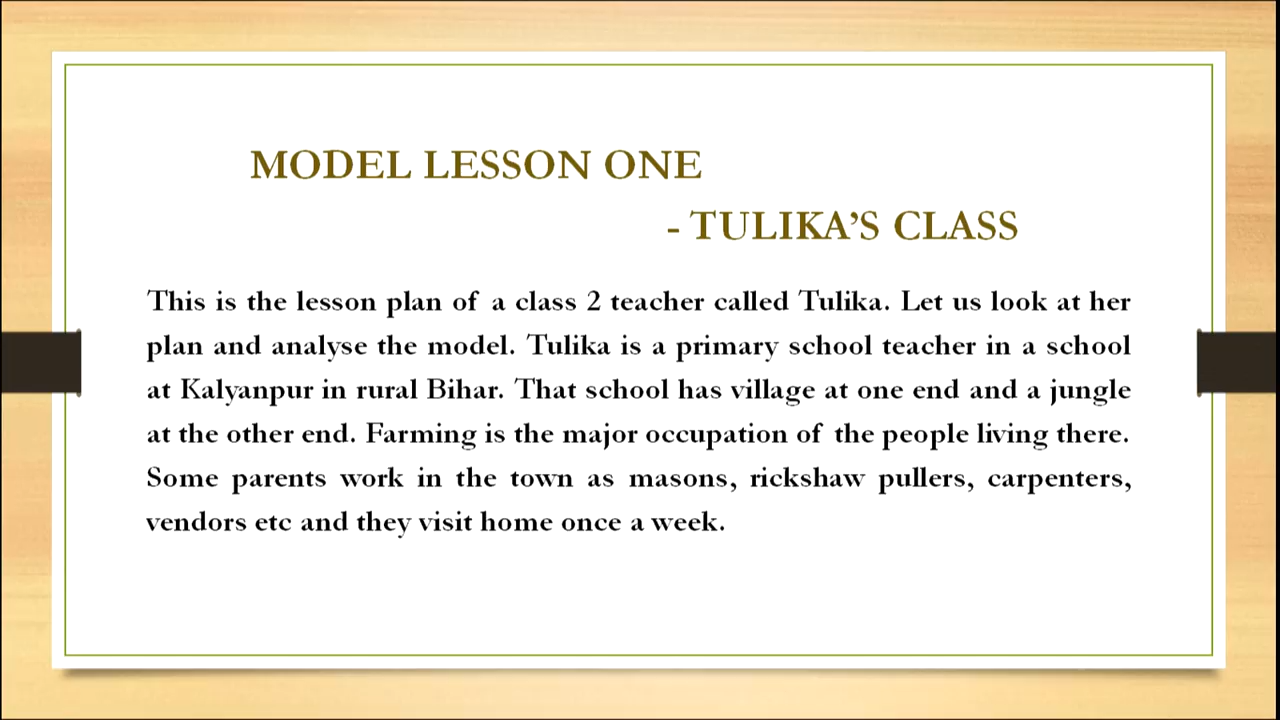 MODEL LESSON ONE
- TULIKA’S CLASS
This is the lesson plan of a class 2 teacher called Tulika. Let us look at her
plan and analyse the model. Tulika is a primary school teacher in a school
at Kalyanpur in rural Bihar. That school has village at one end and a jungle
at the other end. Farming is the major occupation of the people living there.
Some parents work in the town as masons, rickshaw pullers, carpenters,
vendors etc and they visit home once a week.